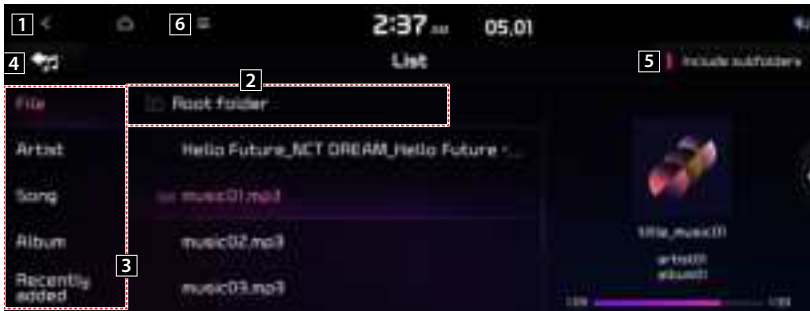 1 6 2:37 AM 05,01
4 List 5 Include subfolders
2
File Root folder
Artist Hello Future_NCT DREAM_Hello Future -...
Song music01.mp3
Album music02.mp3
3
Recently
added
music03.mp3
title_music01
artist01
album01